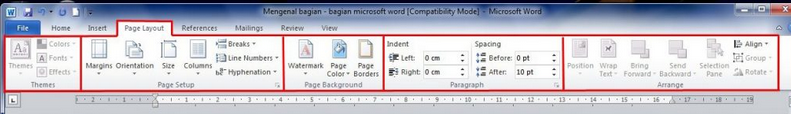 Mengenal bagian - bagian microsoft word [Compatibility Mode] - Microsoft Word
File Home Insert Page Layout References Mailings Review View
Themes
Colors
Fonts
Effects
Themes
Margins Orientation Size Columns
Breaks
Line Numbers
Hyphenation
Page Setup
Watermark Page Color Page Borders
Page Background
Indent
Left: 0 cm
Right: 0 cm
Spacing
Before: 0 pt
After: 10 pt
Paragraph
Position Wrap Text Bring Forward Send Backward Selection Pane
Align
Group
Rotate
Arrange
2 1 1 2 3 4 5 6 7 8 9 10 11 12 13 14 15 16 17 18 19